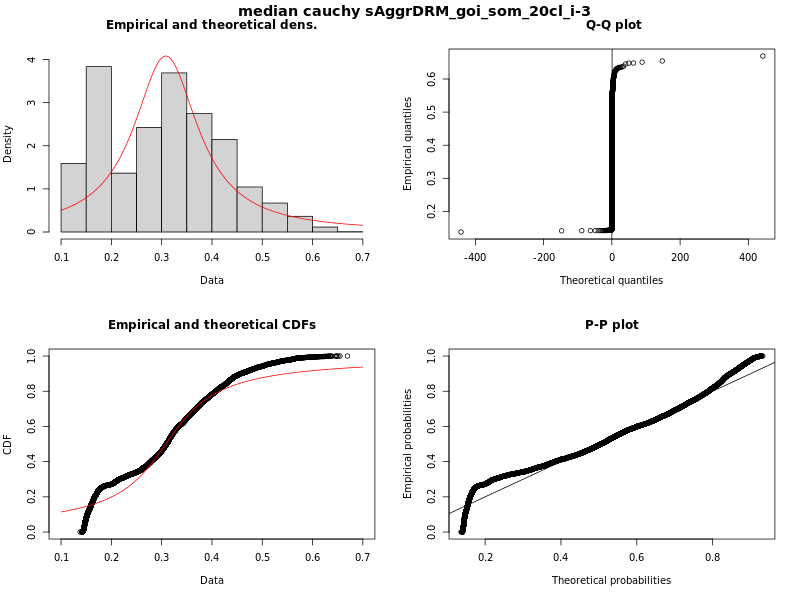 median cauchy sAggrDRM_goi_som_20cl_i-3
Empirical and theoretical dens.
Density
0 1 2 3 4
0.1 0.2 0.3 0.4 0.5 0.6 0.7
Data
Q-Q plot
Empirical quantiles
0.2 0.3 0.4 0.5 0.6
-400 -200 0 200 400
Theoretical quantiles
Empirical and theoretical CDFs
CDF
0.0 0.2 0.4 0.6 0.8 1.0
0.1 0.2 0.3 0.4 0.5 0.6 0.7
Data
P-P plot
Empirical probabilities
0.0 0.2 0.4 0.6 0.8 1.0
0.2 0.4 0.6 0.8
Theoretical probabilities